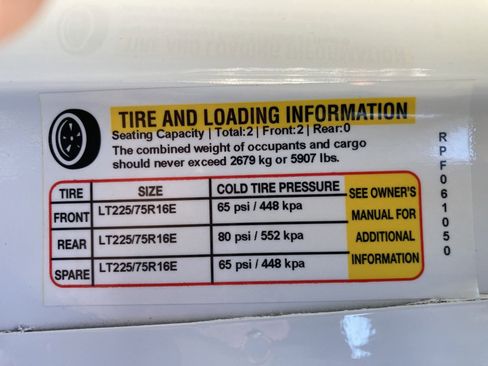 TIRE AND LOADING INFORMATION
Seating Capacity | Total:2 | Front:2 | Rear:0
The combined weight of occupants and cargo
should never exceed 2679 kg or 5907 lbs.
TIRE SIZE COLD TIRE PRESSURE
FRONT LT225/75R16E 65 psi / 448 kpa
REAR LT225/75R16E 80 psi / 552 kpa
SPARE LT225/75R16E 65 psi / 448 kpa
SEE OWNER'S
MANUAL FOR
ADDITIONAL
INFORMATION
RPF061050